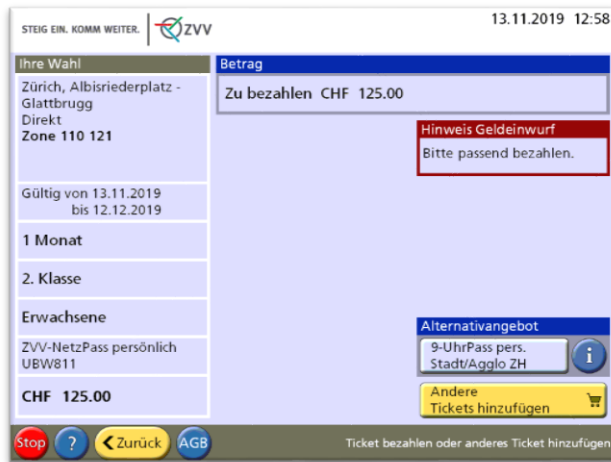 STEIG EIN. KOMM WEITER.
ZVV
13.11.2019 12:58
Ihre Wahl
Zürich, Albisriederplatz -
Glattbrugg
Direkt
Zone 110 121
Gültig von 13.11.2019
bis 12.12.2019
1 Monat
2. Klasse
Erwachsene
ZVV-NetzPass persönlich
UBW811
CHF 125.00
Betrag
Zu bezahlen CHF 125.00
Hinweis Geldeinwurf
Bitte passend bezahlen.
Alternativangebot
9-UhrPass pers.
Stadt/Agglo ZH
i
Andere
Tickets hinzufügen
Stop
?
Zurück
AGB
Ticket bezahlen oder anderes Ticket hinzufügen